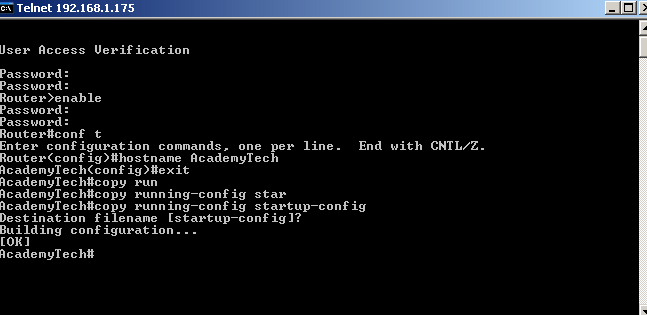 Telnet 192.168.1.175
User Access Verification
Password:
Password:
Router>enable
Password:
Password:
Router#conf t
Enter configuration commands, one per line.  End with CNTL/Z.
Router(config)#hostname AcademyTech
AcademyTech(config)#exit
AcademyTech#copy run
AcademyTech#copy running-config star
AcademyTech#copy running-config startup-config
Destination filename [startup-config]?
Building configuration...
[OK]
AcademyTech#